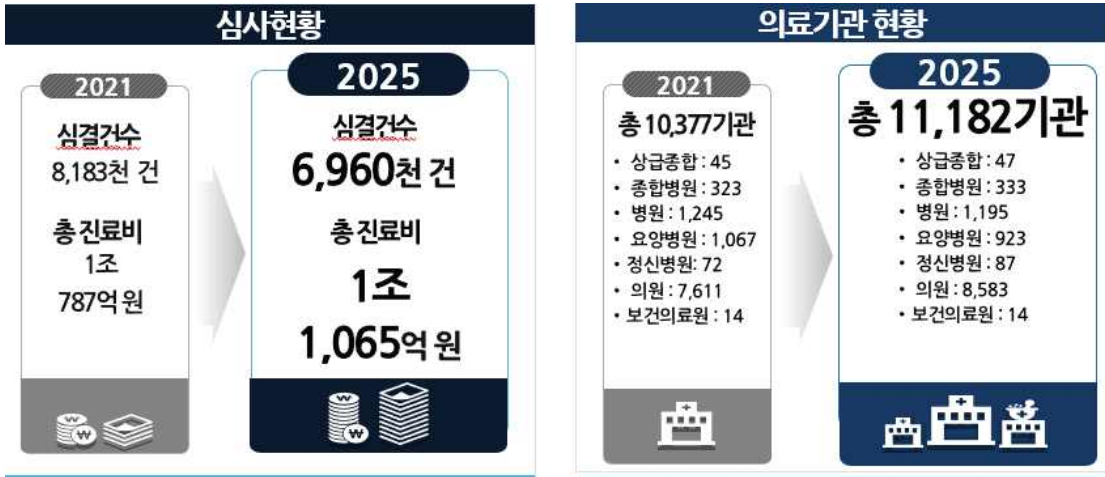 심사현황
2021
심결건수
8,183천 건
총 진료비
1조
787억 원
2025
심결건수
6,960천 건
총 진료비
1조
1,065억 원
의료기관 현황
2021
총 10,377기관
• 상급종합 : 45
• 종합병원 : 323
• 병원 : 1,245
• 요양병원 : 1,067
• 정신병원: 72
• 의원 : 7,611
• 보건의료원 : 14
2025
총 11,182기관
• 상급종합 : 47
• 종합병원 : 333
• 병원 : 1,195
• 요양병원 : 923
• 정신병원 : 87
• 의원 : 8,583
• 보건의료원 : 14